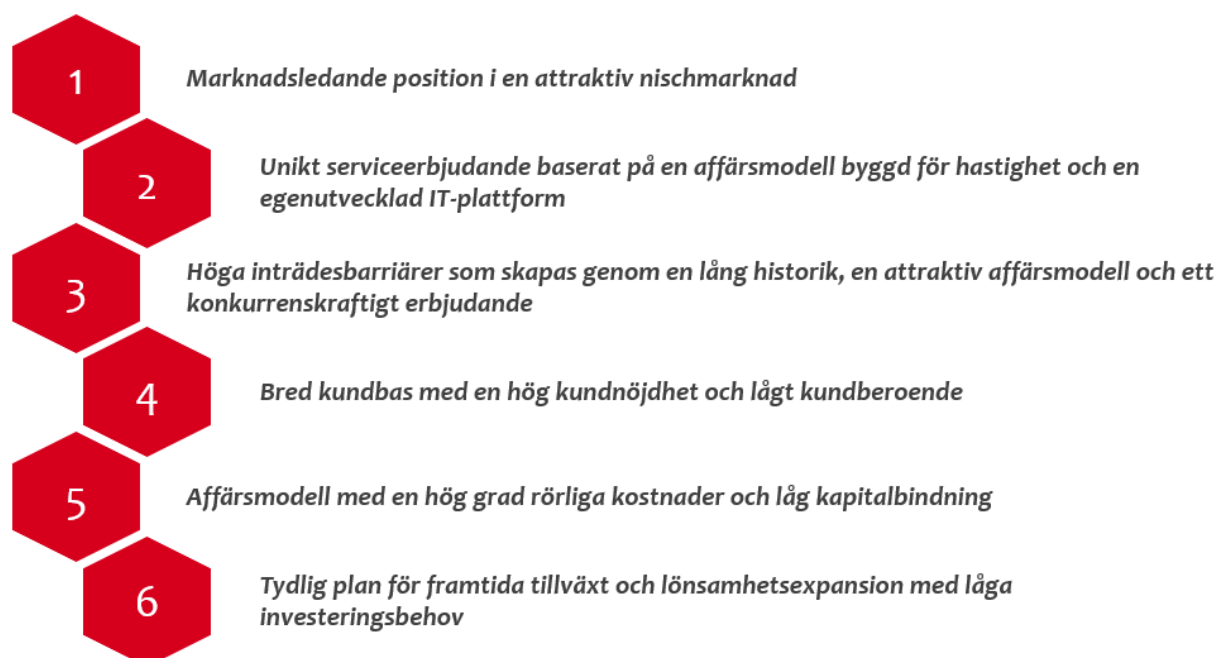 1
Marknadsledande position i en attraktiv nischmarknad
2
Unikt serviceerbjudande baserat på en affärsmodell byggd för hastighet och en
egenutvecklad IT-plattform
3
Höga inträdesbarriärer som skapas genom en lång historik, en attraktiv affärsmodell och ett
konkurrenskraftigt erbjudande
4
Bred kundbas med en hög kundnöjdhet och lågt kundberoende
5
Affärsmodell med en hög grad rörliga kostnader och låg kapitalbindning
6
Tydlig plan för framtida tillväxt och lönsamhetsexpansion med låga
investeringsbehov